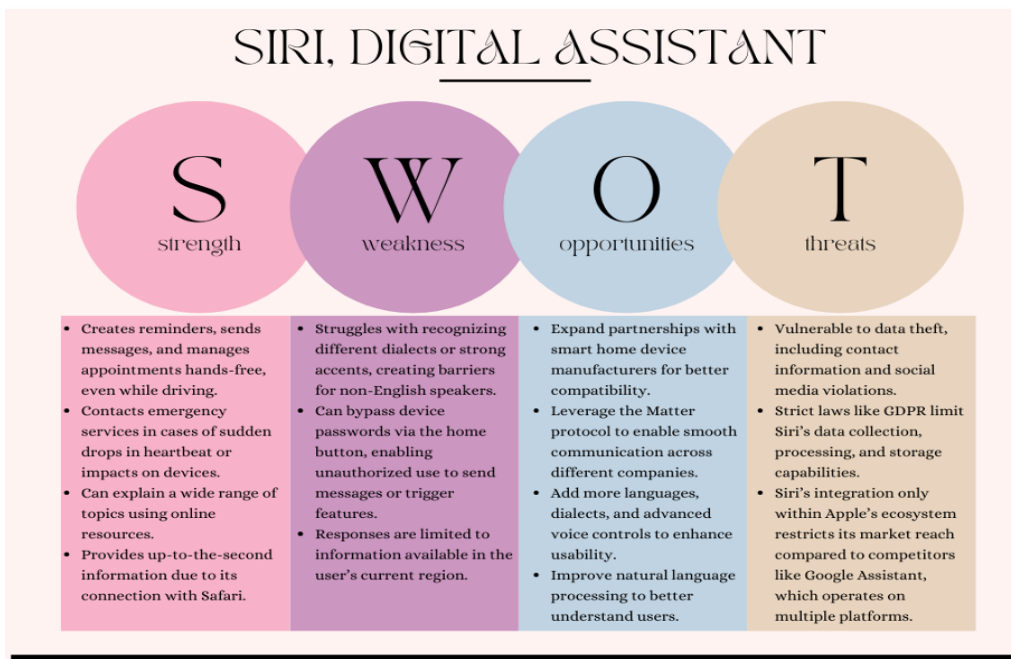 SIRI, DIGITAL ASSISTANT
S
strength
W
weakness
O
opportunities
T
threats
• Creates reminders, sends
messages, and manages
appointments hands-free,
even while driving.
• Contacts emergency
services in cases of sudden
drops in heartbeat or
impacts on devices.
• Can explain a wide range of
topics using online
resources.
• Provides up-to-the-second
information due to its
connection with Safari.
• Struggles with recognizing
different dialects or strong
accents, creating barriers
for non-English speakers.
• Can bypass device
passwords via the home
button, enabling
unauthorized use to send
messages or trigger
features.
• Responses are limited to
information available in the
user's current region.
• Expand partnerships with
smart home device
manufacturers for better
compatibility.
• Leverage the Matter
protocol to enable smooth
communication across
different companies.
• Add more languages,
dialects, and advanced
voice controls to enhance
usability.
• Improve natural language
processing to better
understand users.
• Vulnerable to data theft,
including contact
information and social
media violations.
• Strict laws like GDPR limit
Siri's data collection,
processing, and storage
capabilities.
• Siri's integration only
within Apple's ecosystem
restricts its market reach
compared to competitors
like Google Assistant,
which operates on
multiple platforms.